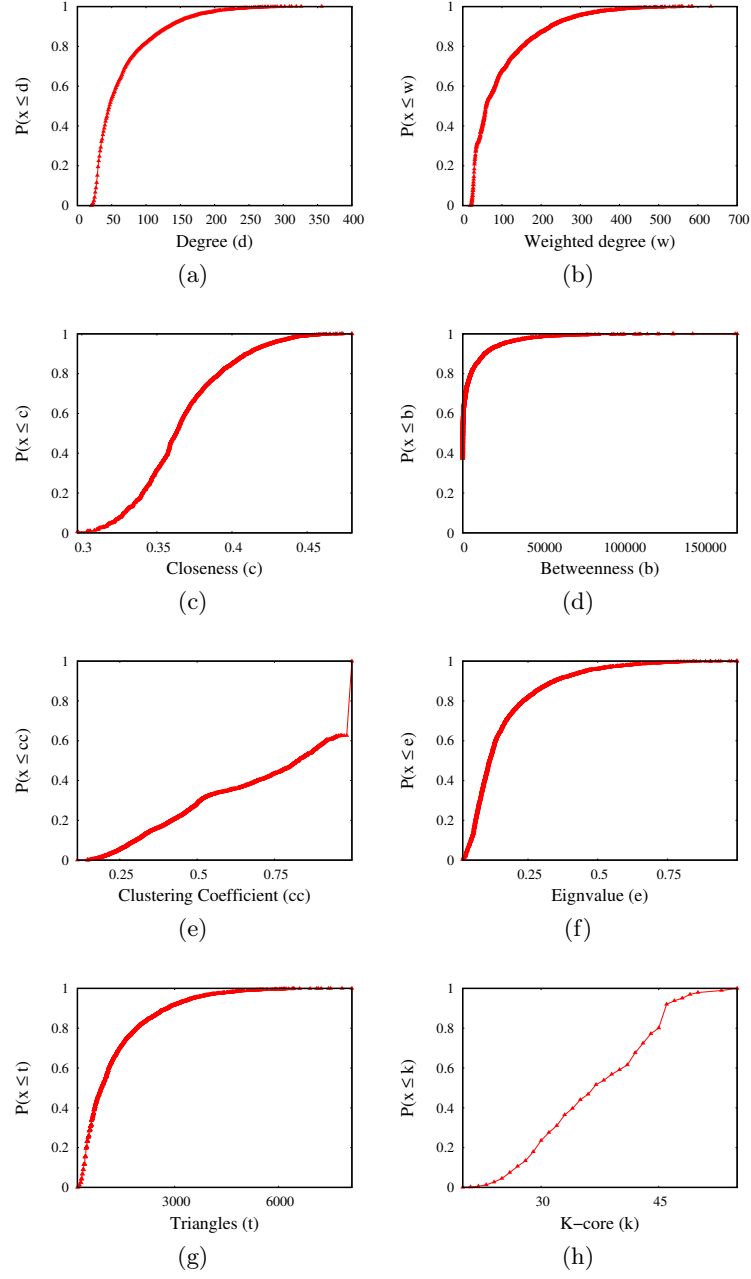 P(x ≤ d)
1
0.8
0.6
0.4
0.2
0
0 50 100 150 200 250 300 350 400
Degree (d)
(a)
P(x ≤ w)
1
0.8
0.6
0.4
0.2
0
0 100 200 300 400 500 600 700
Weighted degree (w)
(b)
P(x ≤ c)
1
0.8
0.6
0.4
0.2
0
0.3 0.35 0.4 0.45
Closeness (c)
(c)
P(x ≤ b)
1
0.8
0.6
0.4
0.2
0
0 50000 100000 150000
Betweenness (b)
(d)
P(x ≤ cc)
1
0.8
0.6
0.4
0.2
0
0.25 0.5 0.75
Clustering Coefficient (cc)
(e)
P(x ≤ e)
1
0.8
0.6
0.4
0.2
0
0.25 0.5 0.75
Eignvalue (e)
(f)
P(x ≤ t)
1
0.8
0.6
0.4
0.2
0
3000 6000
Triangles (t)
(g)
P(x ≤ k)
1
0.8
0.6
0.4
0.2
0
30 45
K−core (k)
(h)